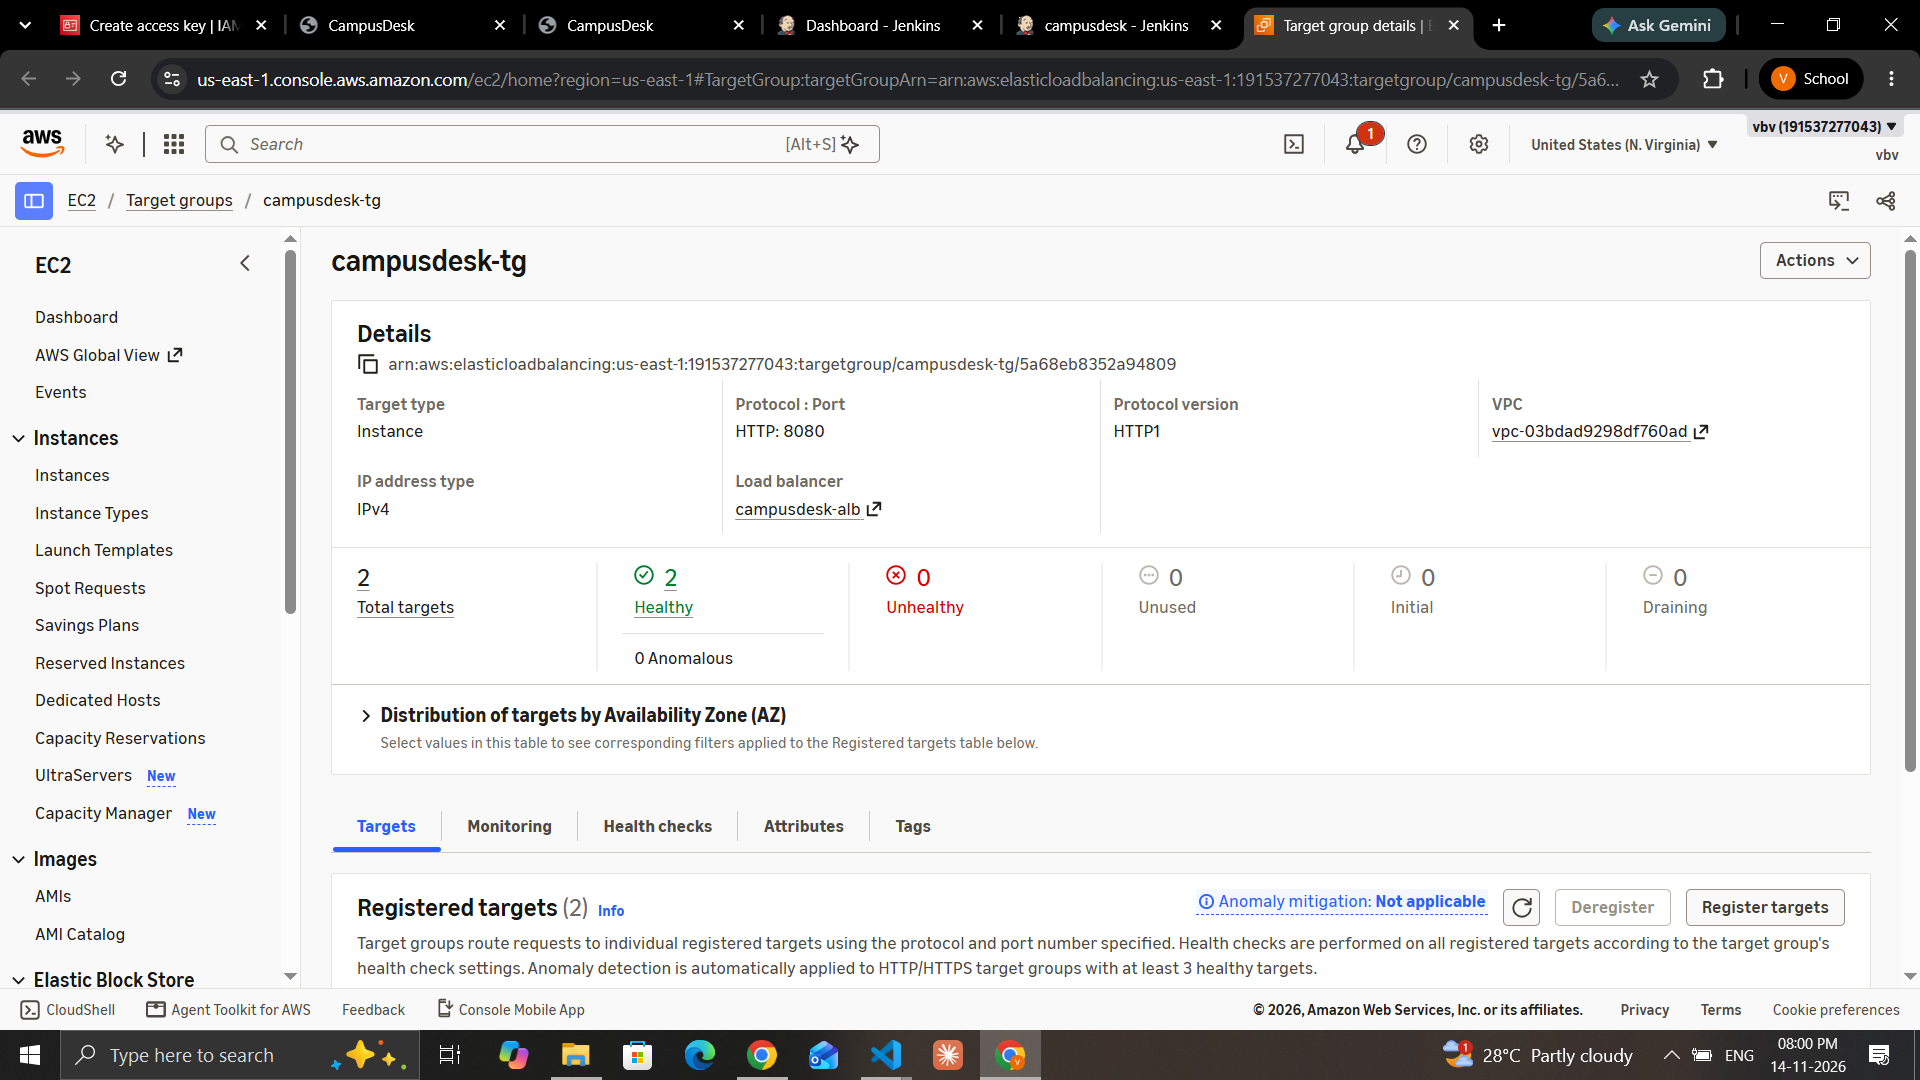 Create access key | IAM
CampusDesk
CampusDesk
Dashboard - Jenkins
campusdesk - Jenkins
Target group details | E
Ask Gemini
us-east-1.console.aws.amazon.com/ec2/home?region=us-east-1#TargetGroup:targetGroupArn=arn:aws:elasticloadbalancing:us-east-1:191537277043:targetgroup/campusdesk-tg/5a6...
V School
aws
Search
[Alt+S]
1
United States (N. Virginia)
vbv (191537277043)
vbv
EC2 / Target groups / campusdesk-tg
EC2
Dashboard
AWS Global View
Events
Instances
Instances
Instance Types
Launch Templates
Spot Requests
Savings Plans
Reserved Instances
Dedicated Hosts
Capacity Reservations
UltraServers New
Capacity Manager New
Images
AMIs
AMI Catalog
Elastic Block Store
campusdesk-tg
Actions
Details
arn:aws:elasticloadbalancing:us-east-1:191537277043:targetgroup/campusdesk-tg/5a68eb8352a94809
Target type
Instance
Protocol : Port
HTTP: 8080
Protocol version
HTTP1
VPC
vpc-03bdad9298df760ad
IP address type
IPv4
Load balancer
campusdesk-alb
2
Total targets
2
Healthy
0 Anomalous
0
Unhealthy
0
Unused
0
Initial
0
Draining
Distribution of targets by Availability Zone (AZ)
Select values in this table to see corresponding filters applied to the Registered targets table below.
Targets
Monitoring
Health checks
Attributes
Tags
Registered targets (2) Info
Anomaly mitigation: Not applicable
Deregister
Register targets
Target groups route requests to individual registered targets using the protocol and port number specified. Health checks are performed on all registered targets according to the target group's
health check settings. Anomaly detection is automatically applied to HTTP/HTTPS target groups with at least 3 healthy targets.
CloudShell
Agent Toolkit for AWS
Feedback
Console Mobile App
© 2026, Amazon Web Services, Inc. or its affiliates.
Privacy
Terms
Cookie preferences
Type here to search
1
28°C Partly cloudy
ENG
08:00 PM
14-11-2026